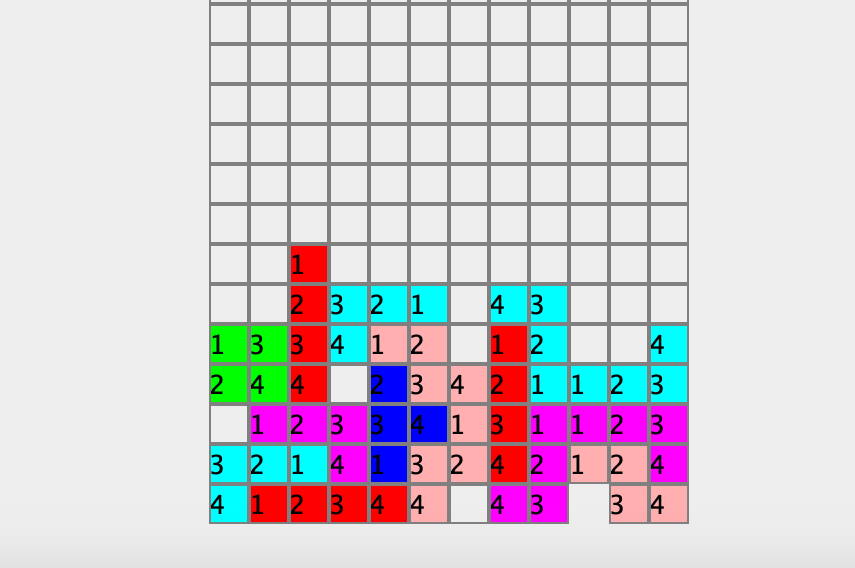 1
2 3 2 1 4 3
1 3 3 4 1 2 1 2 4
2 4 4 2 3 4 2 1 1 2 3
1 2 3 3 4 1 3 1 1 2 3
3 2 1 4 1 3 2 4 2 1 2 4
4 1 2 3 4 4 4 3 3 4